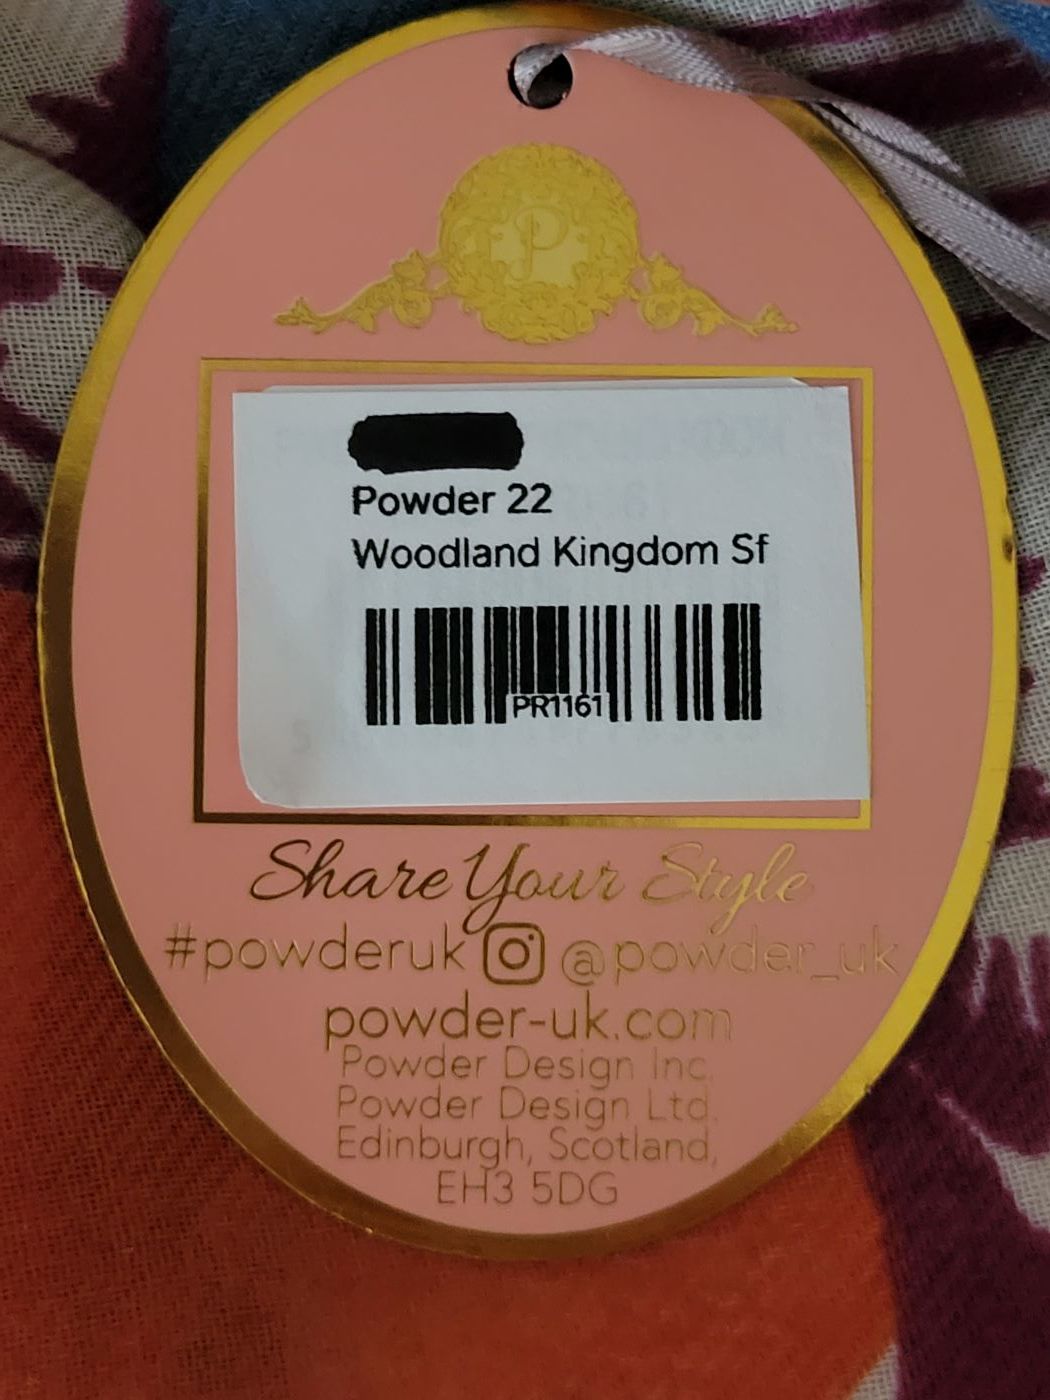 P
Powder 22
Woodland Kingdom Sf
PR1161
Share Your Style
#powderuk @powder_uk
powder-uk.com
Powder Design Inc.
Powder Design Ltd.
Edinburgh, Scotland,
EH3 5DG